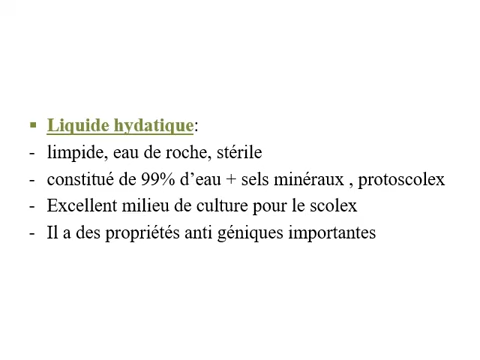 ▪ Liquide hydatique:
- limpide, eau de roche, stérile
- constitué de 99% d’eau + sels minéraux , protoscolex
- Excellent milieu de culture pour le scolex
- Il a des propriétés anti géniques importantes